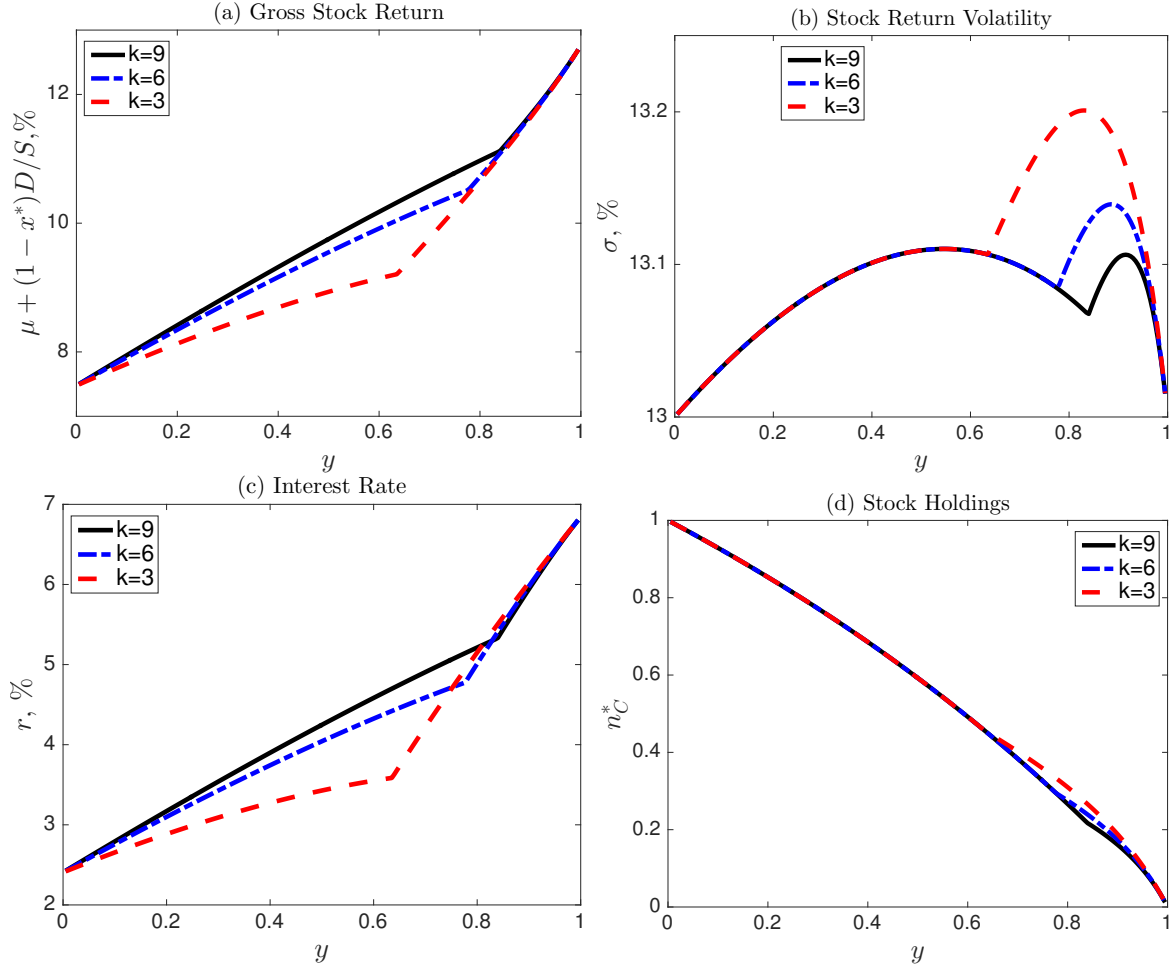 (a) Gross Stock Return
k=9
k=6
k=3
μ + (1 − x*)D/S,%
12
10
8
0
0.2
0.4
0.6
0.8
1
y
(b) Stock Return Volatility
k=9
k=6
k=3
σ, %
13.2
13.1
13
0
0.2
0.4
0.6
0.8
1
y
(c) Interest Rate
k=9
k=6
k=3
r, %
7
6
5
4
3
2
0
0.2
0.4
0.6
0.8
1
y
(d) Stock Holdings
k=9
k=6
k=3
n*_C
1
0.8
0.6
0.4
0.2
0
0
0.2
0.4
0.6
0.8
1
y